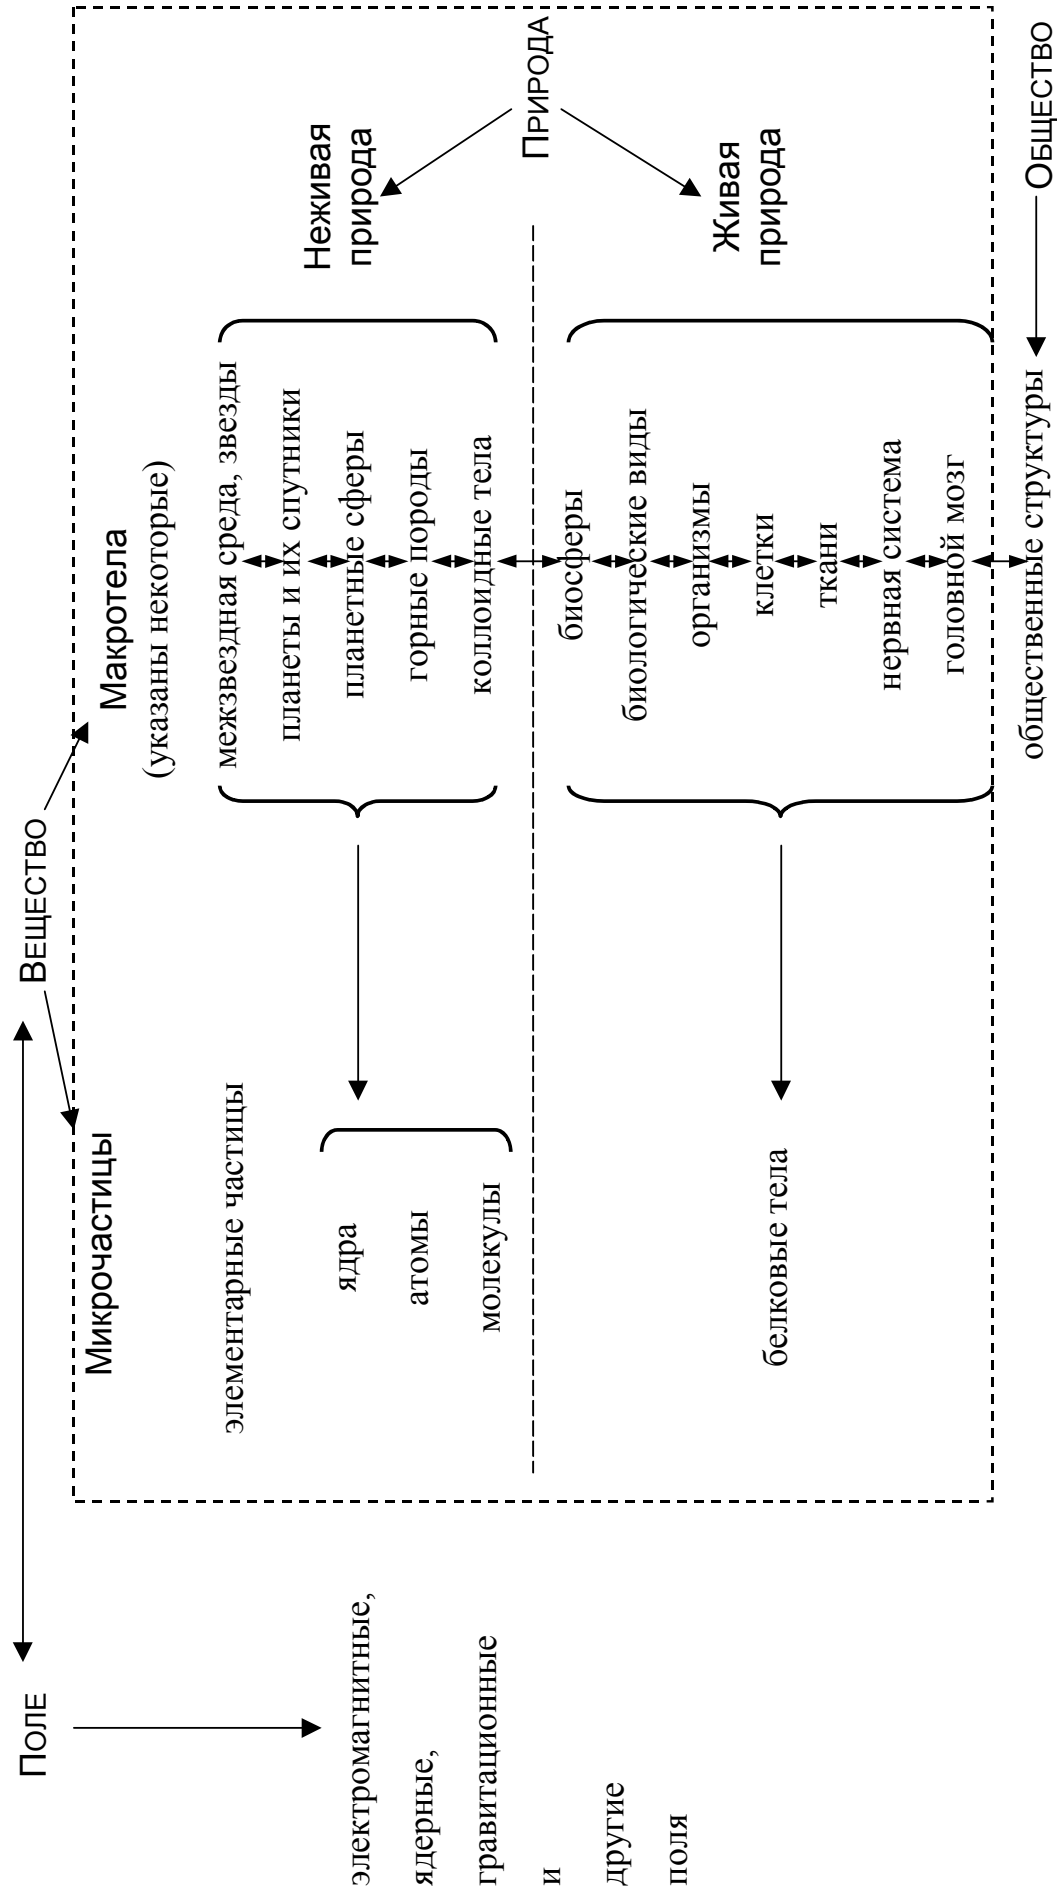 ПОЛЕ
ВЕЩЕСТВО
Микрочастицы
Макротела
(указаны некоторые)
электромагнитные,
ядерные,
гравитационные
и
другие
поля
элементарные частицы
ядра
атомы
молекулы
белковые тела
межзвездная среда, звезды
планеты и их спутники
планетные сферы
горные породы
коллоидные тела
биосферы
биологические виды
организмы
клетки
ткани
нервная система
головной мозг
общественные структуры
Неживая
природа
ПРИРОДА
Живая
природа
ОБЩЕСТВО